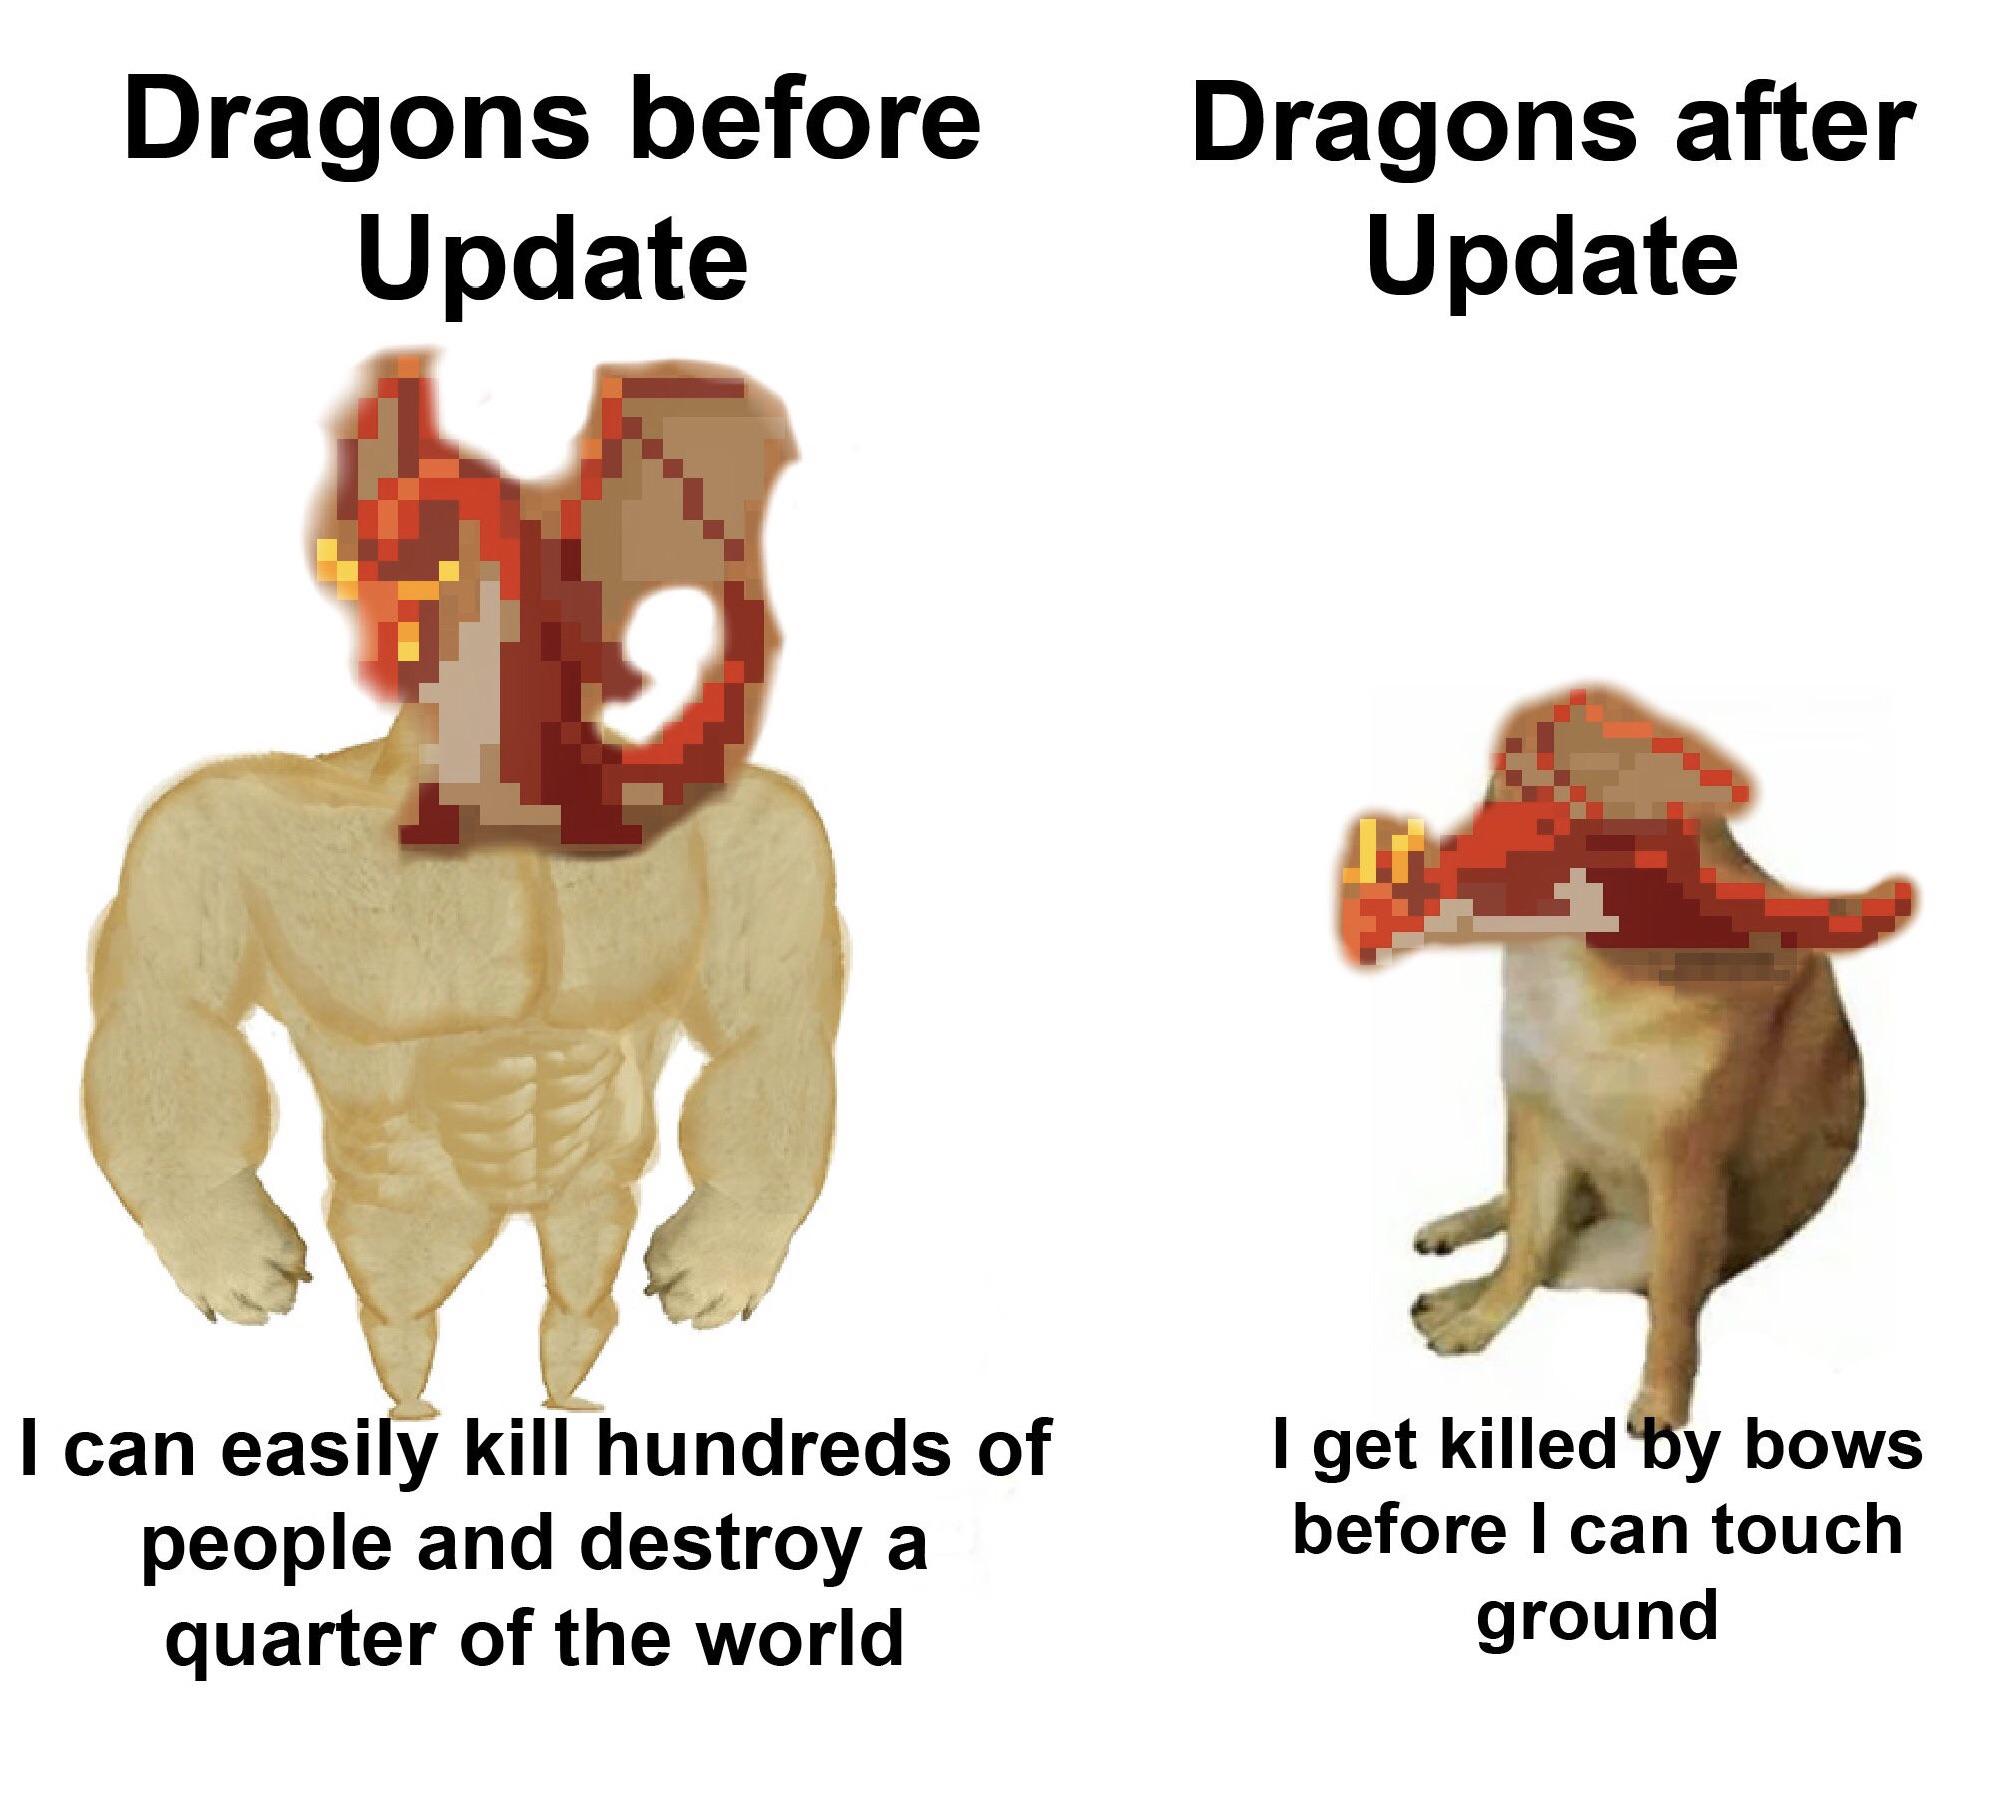 Dragons before
Update
Dragons after
Update
I can easily kill hundreds of
people and destroy a
quarter of the world
I get killed by bows
before I can touch
ground